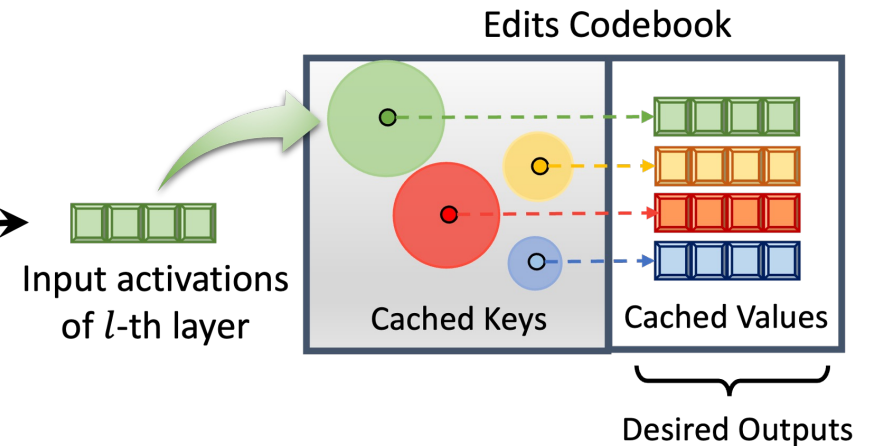 Edits Codebook
Input activations
of l-th layer
Cached Keys
Cached Values
Desired Outputs